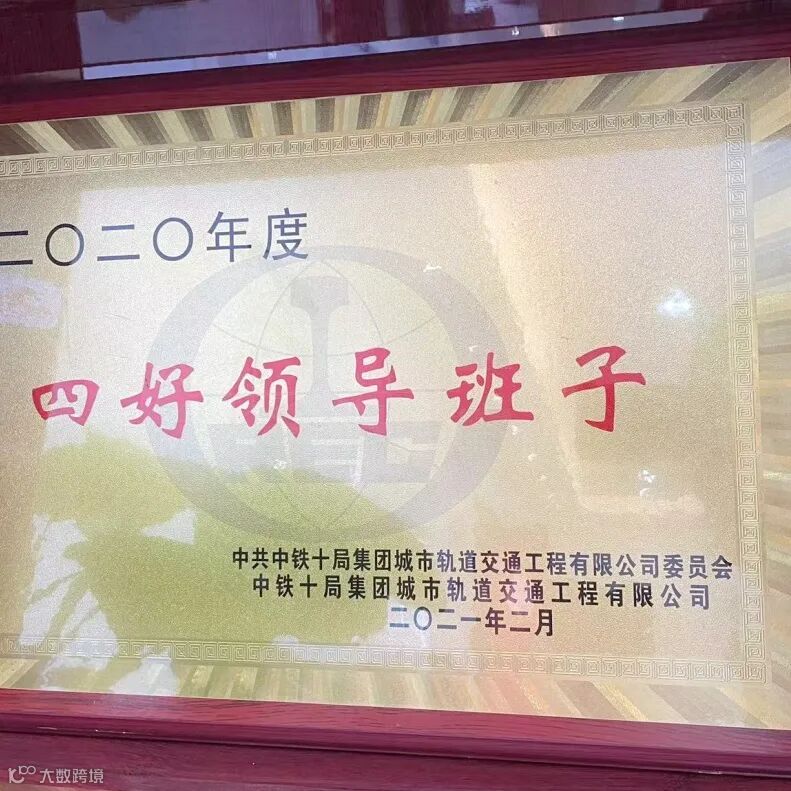 二〇二〇年度
四好领导班子
中共中铁十局集团城市轨道交通工程有限公司委员会
中铁十局集团城市轨道交通工程有限公司
二〇二一年二月
大数跨境